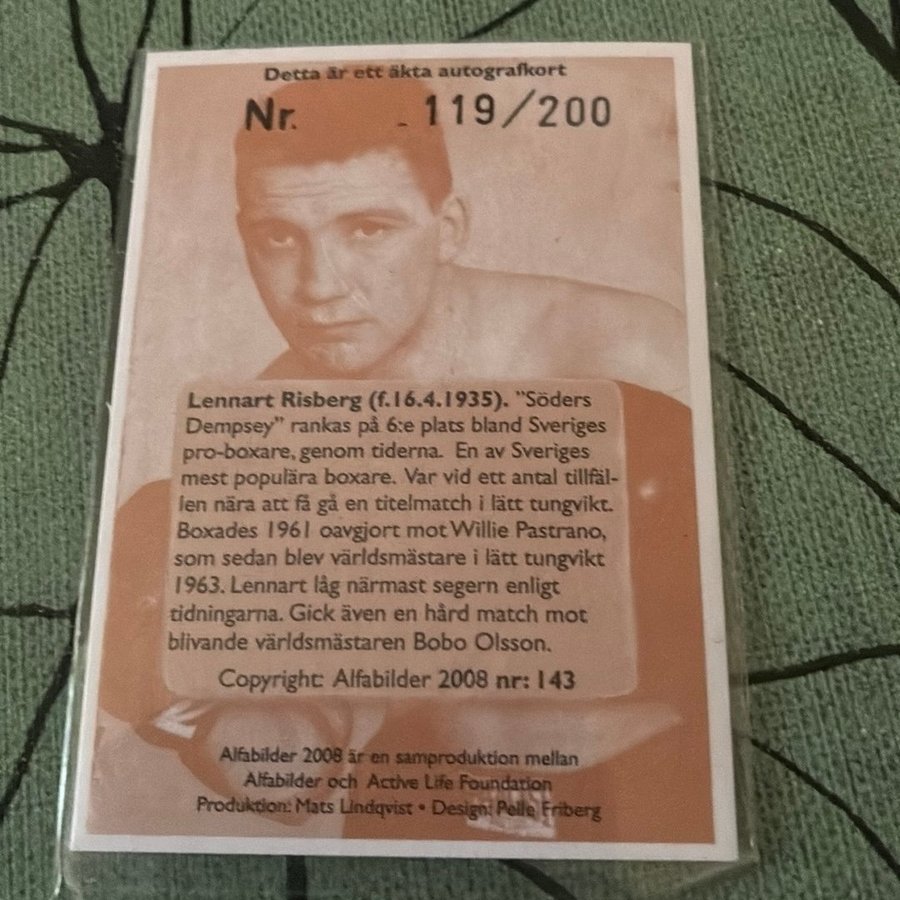 Detta är ett äkta autografkort
Nr. - 119/200
Lennart Risberg (f.16.4.1935). "Söders
Dempsey" rankas på 6:e plats bland Sveriges
pro-boxare, genom tiderna. En av Sveriges
mest populära boxare. Var vid ett antal tillfäl-
len nära att få gå en titelmatch i lätt tungvikt.
Boxades 1961 oavgjort mot Willie Pastrano,
som sedan blev världsmästare i lätt tungvikt
1963. Lennart låg närmast segern enligt
tidningarna. Gick även en hård match mot
blivande världsmästaren Bobo Olsson.
Copyright: Alfabilder 2008 nr: 143
Alfabilder 2008 är en samproduktion mellan
Alfabilder och Active Life Foundation
Produktion: Mats Lindqvist • Design: Pelle Friberg